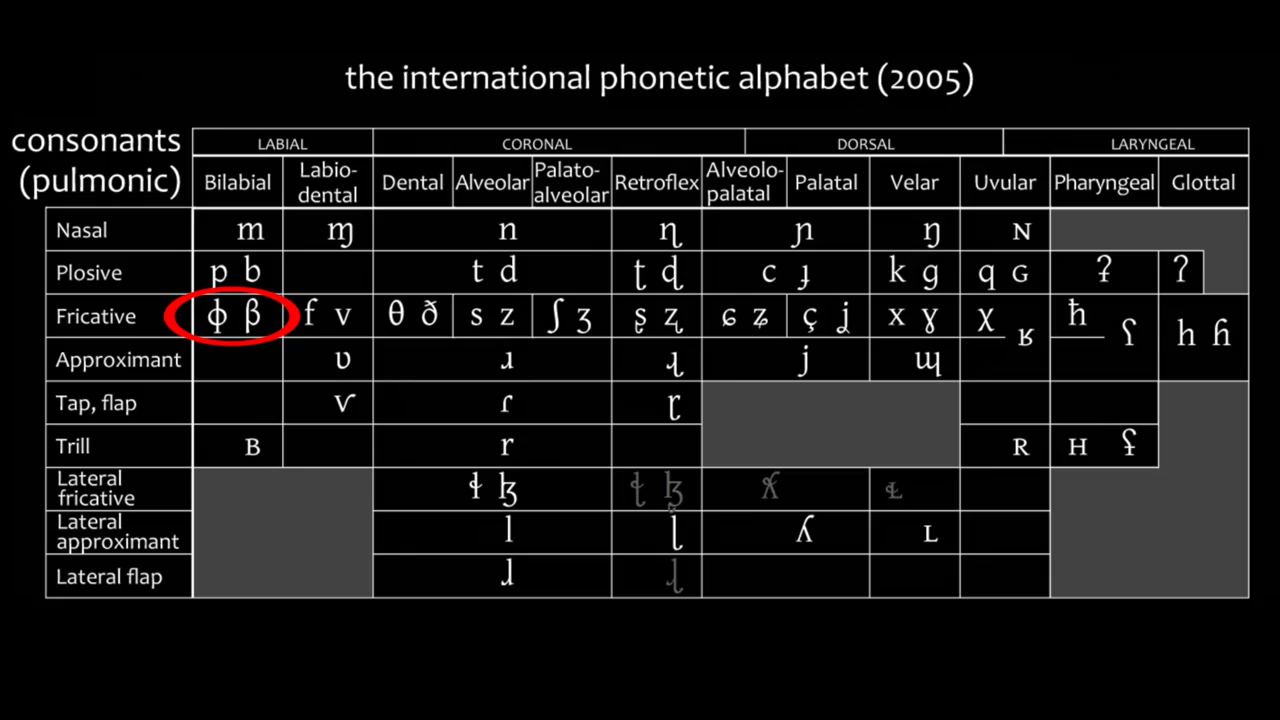 the international phonetic alphabet (2005)
consonants
(pulmonic)
LABIAL CORONAL DORSAL LARYNGEAL
Bilabial Labio-dental Dental Alveolar Palato-alveolar Retroflex Alveolo-palatal Palatal Velar Uvular Pharyngeal Glottal
Nasal m ɱ n ɳ ɲ ŋ ɴ
Plosive p b t d ʈ ɖ c ɟ k g q ɢ ʡ ʔ
Fricative ɸ β f v θ ð s z ʃ ʒ ʂ ʐ ɕ ʑ ç ʝ x ɣ χ ʁ ħ ʕ h ɦ
Approximant ʋ ɹ ɻ j ɰ
Tap, flap ⱱ ɾ ɽ
Trill ʙ r ʀ ʜ ʢ
Lateral fricative ɬ ɮ
Lateral approximant l ɭ ʎ ʟ
Lateral flap ɺ